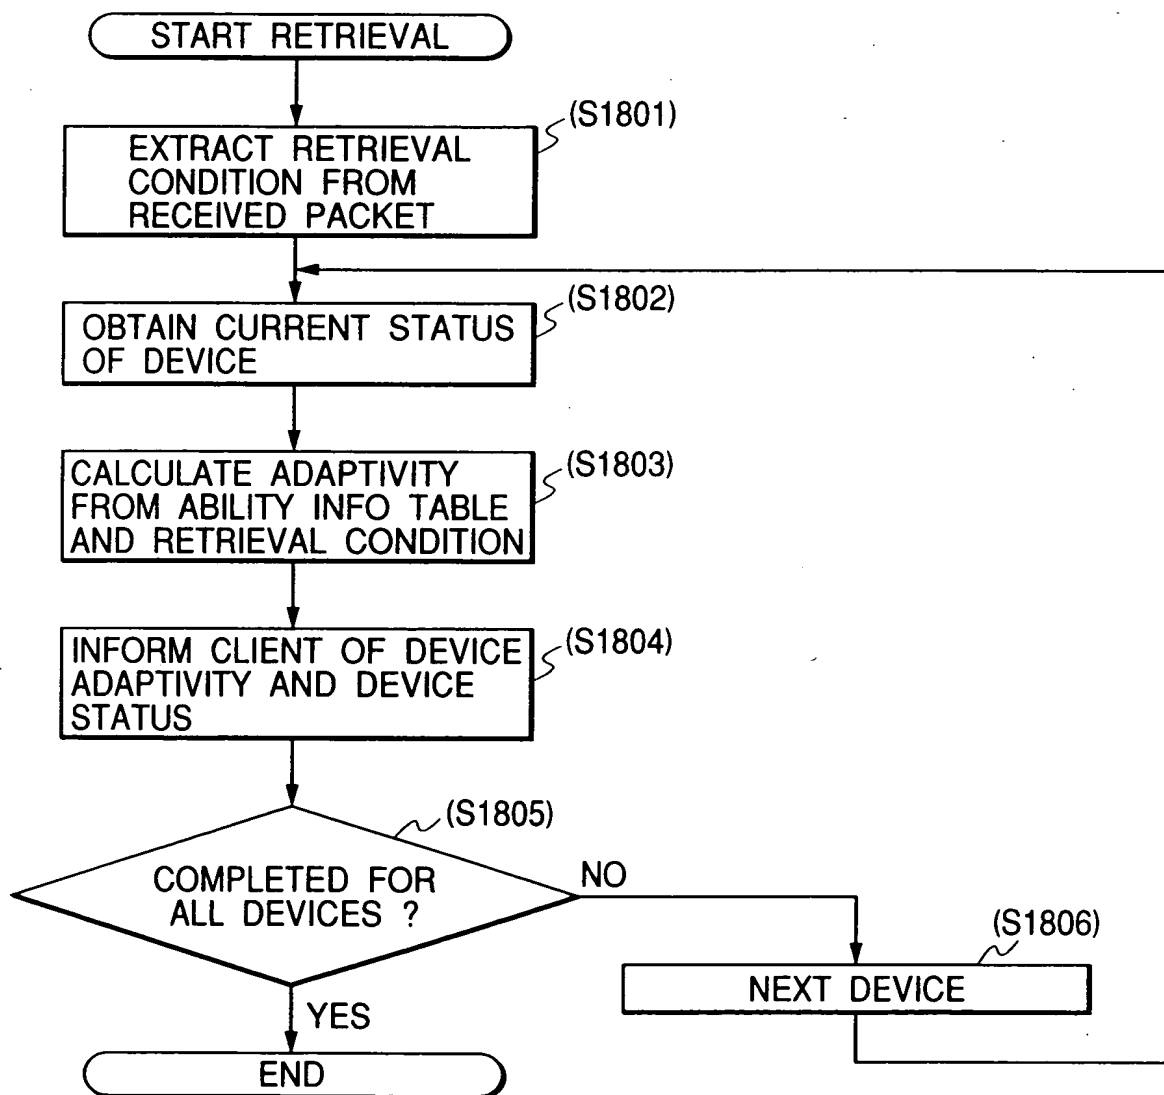 START RETRIEVAL
(S1801)
EXTRACT RETRIEVAL
CONDITION FROM
RECEIVED PACKET
(S1802)
OBTAIN CURRENT STATUS
OF DEVICE
(S1803)
CALCULATE ADAPTIVITY
FROM ABILITY INFO TABLE
AND RETRIEVAL CONDITION
(S1804)
INFORM CLIENT OF DEVICE
ADAPTIVITY AND DEVICE
STATUS
(S1805)
COMPLETED FOR
ALL DEVICES ?
NO
(S1806)
NEXT DEVICE
YES
END